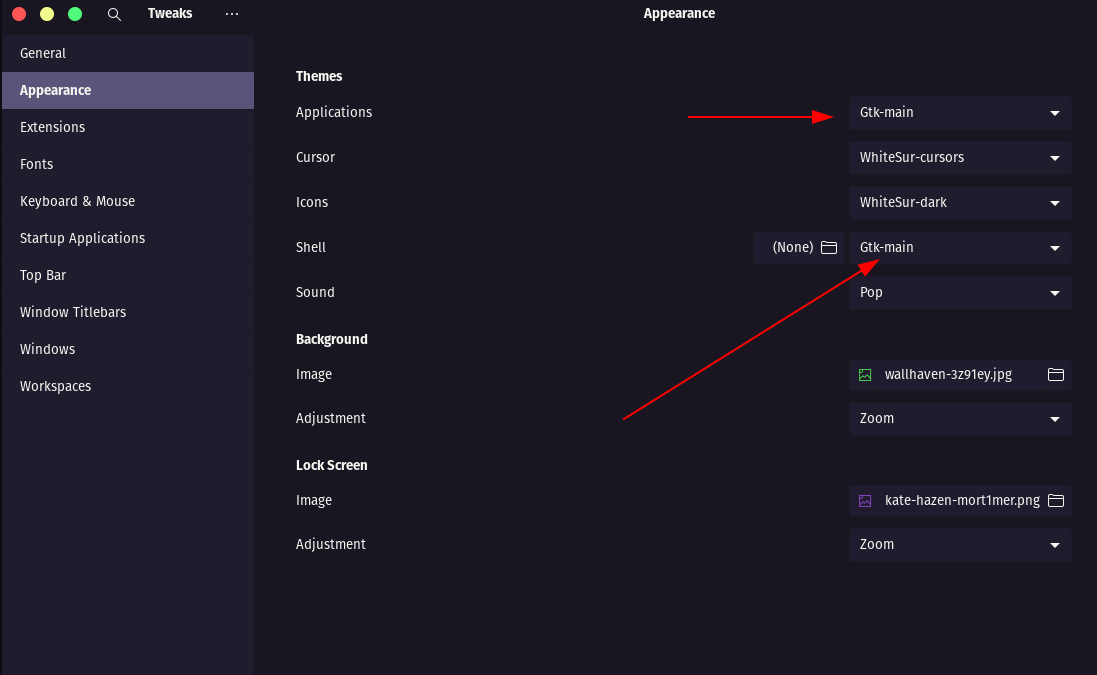 Tweaks
Appearance
General
Appearance
Extensions
Fonts
Keyboard & Mouse
Startup Applications
Top Bar
Window Titlebars
Windows
Workspaces
Themes
Applications Gtk-main
Cursor WhiteSur-cursors
Icons WhiteSur-dark
Shell (None) Gtk-main
Sound Pop
Background
Image wallhaven-3z91ey.jpg
Adjustment Zoom
Lock Screen
Image kate-hazen-mort1mer.png
Adjustment Zoom